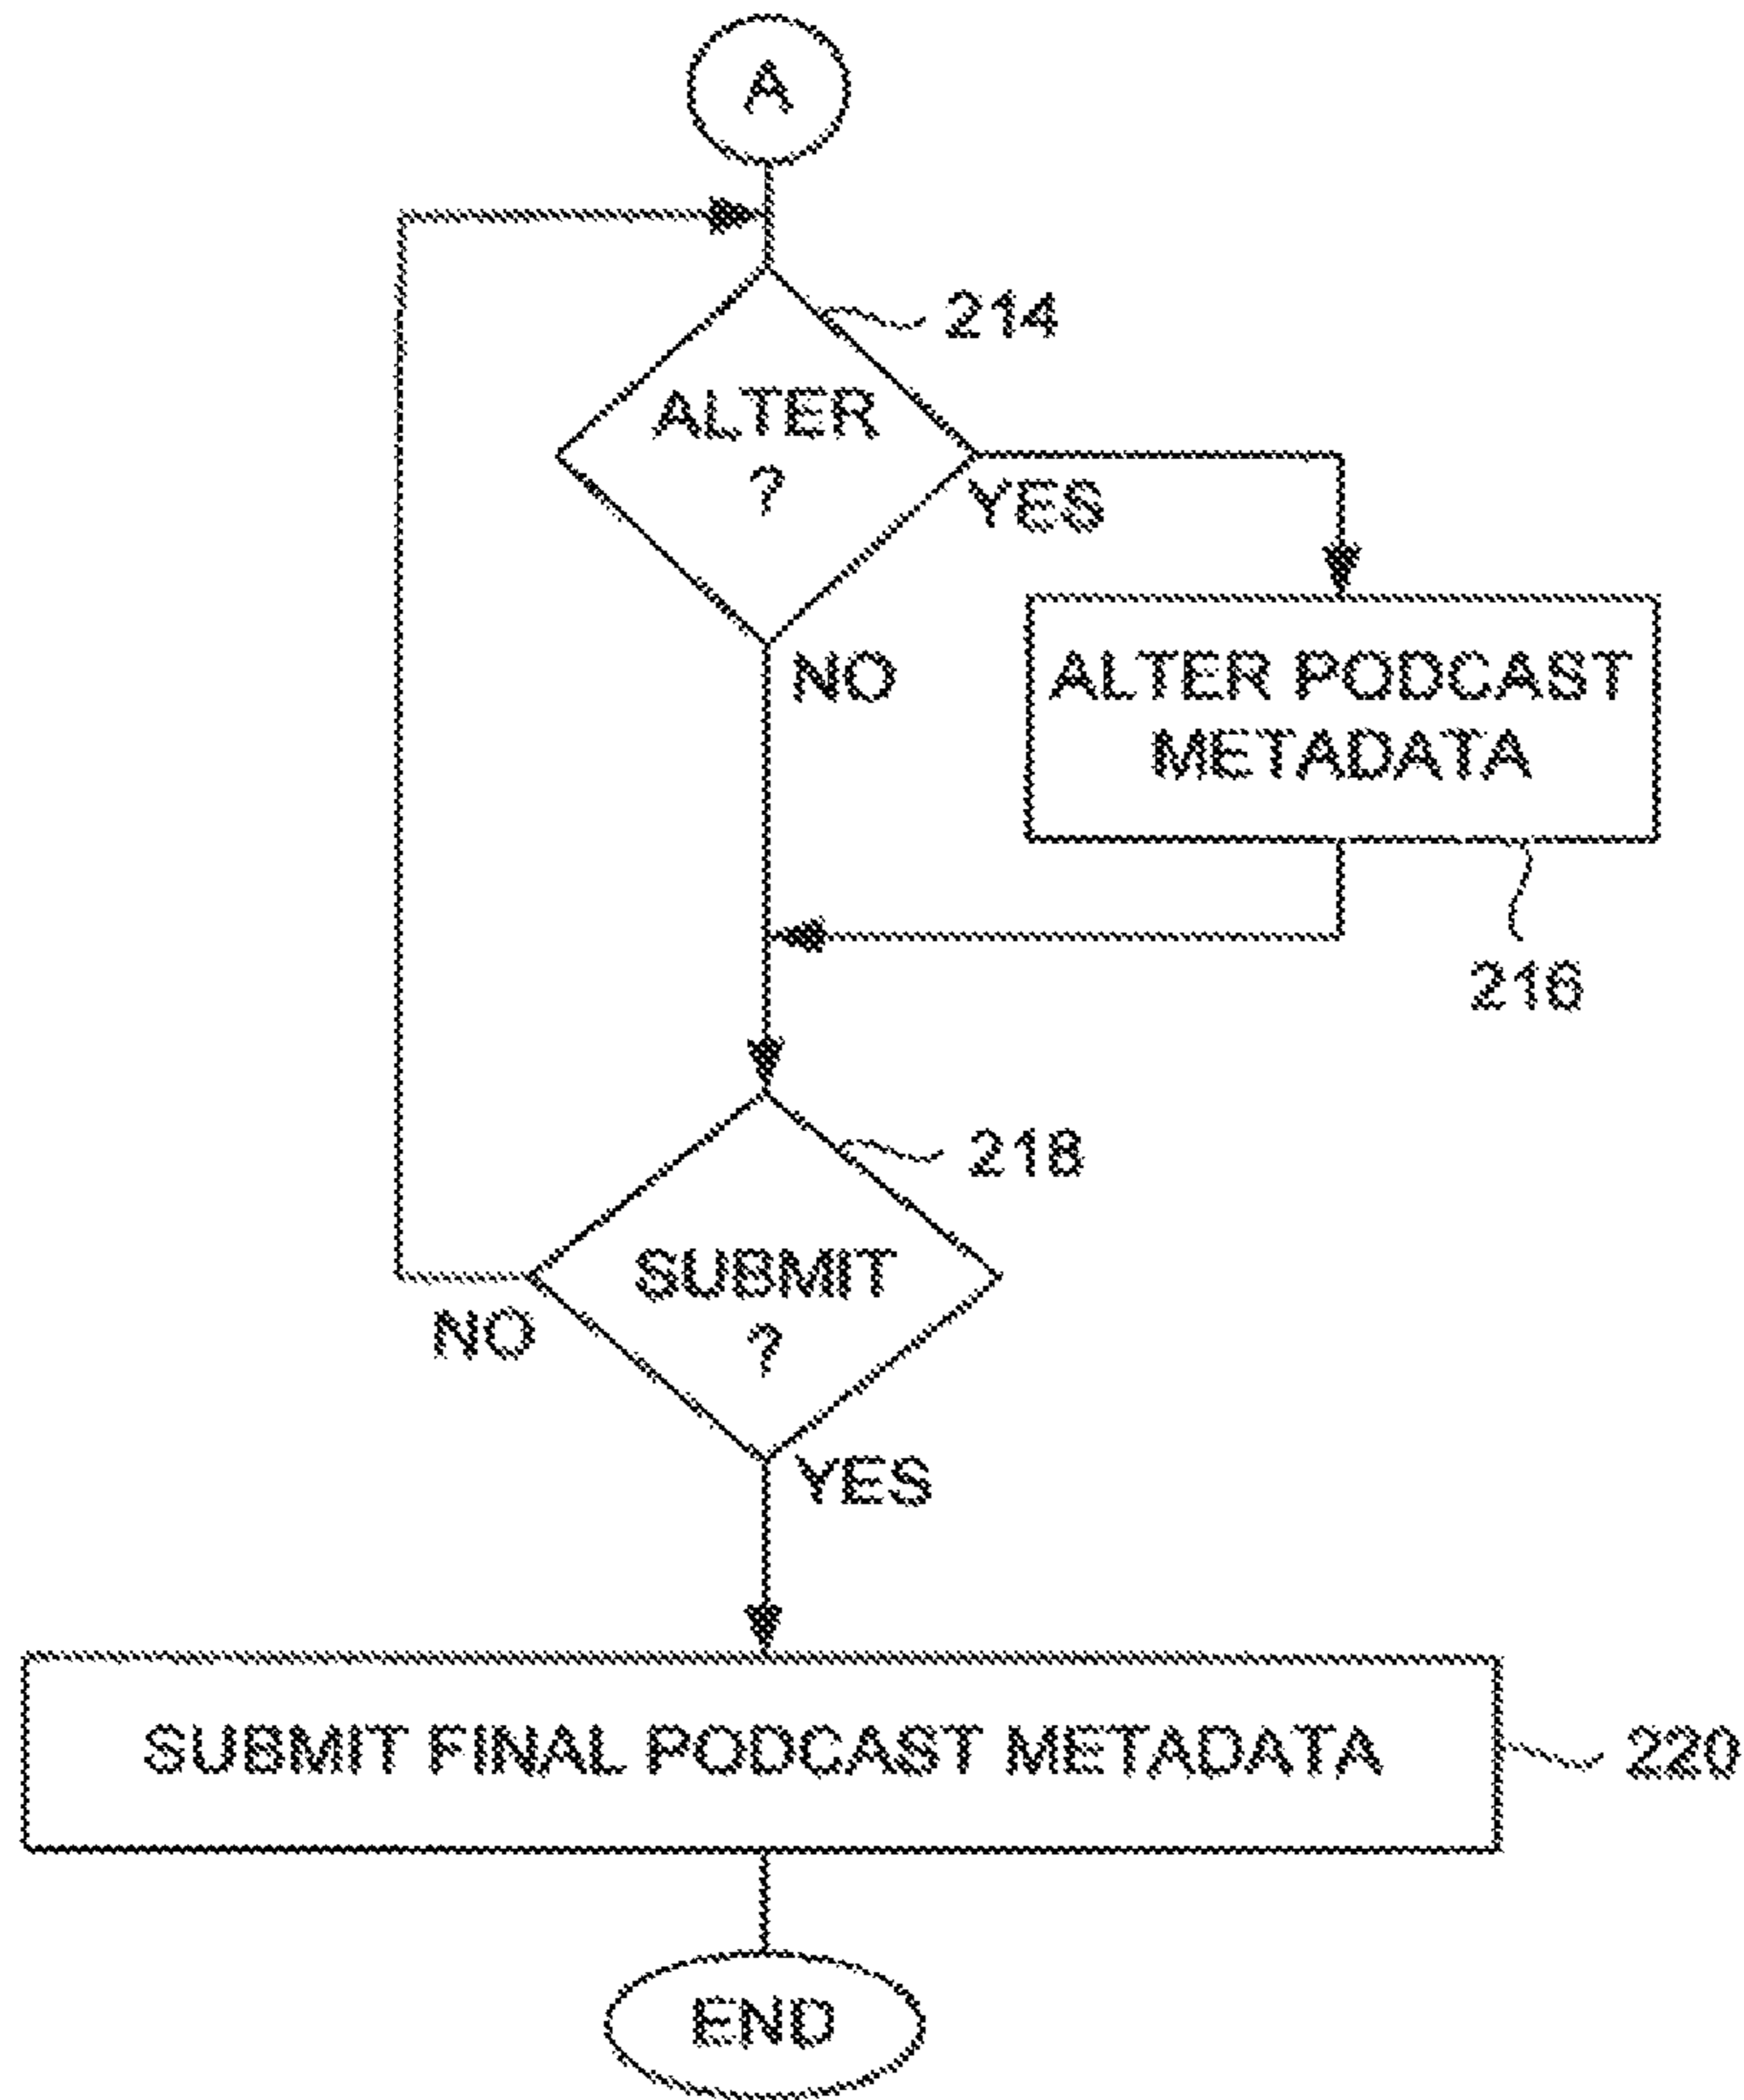 A
214
ALTER
?
YES
NO
ALTER PODCAST
METADATA
216
218
SUBMIT
?
NO
YES
SUBMIT FINAL PODCAST METADATA
220
END